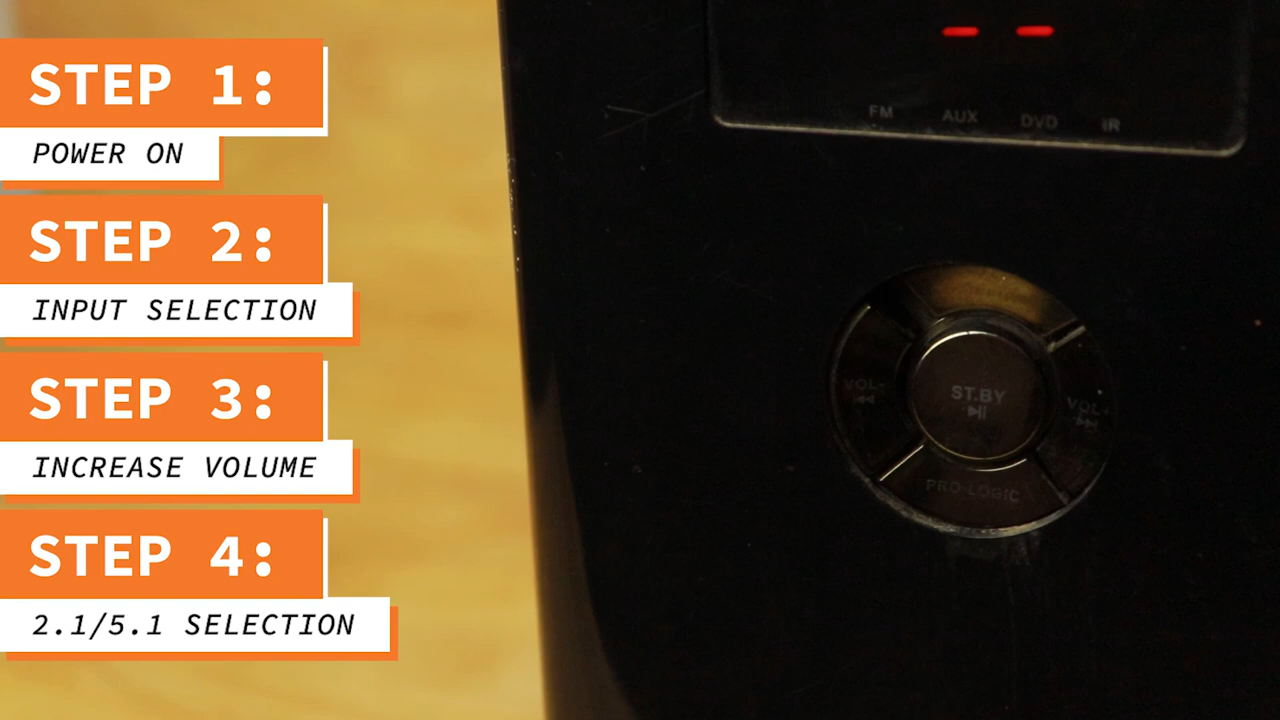 STEP 1:
POWER ON
STEP 2:
INPUT SELECTION
STEP 3:
INCREASE VOLUME
STEP 4:
2.1/5.1 SELECTION
FM AUX DVD IR
VOL- ST.BY VOL+
PRO-LOGIC